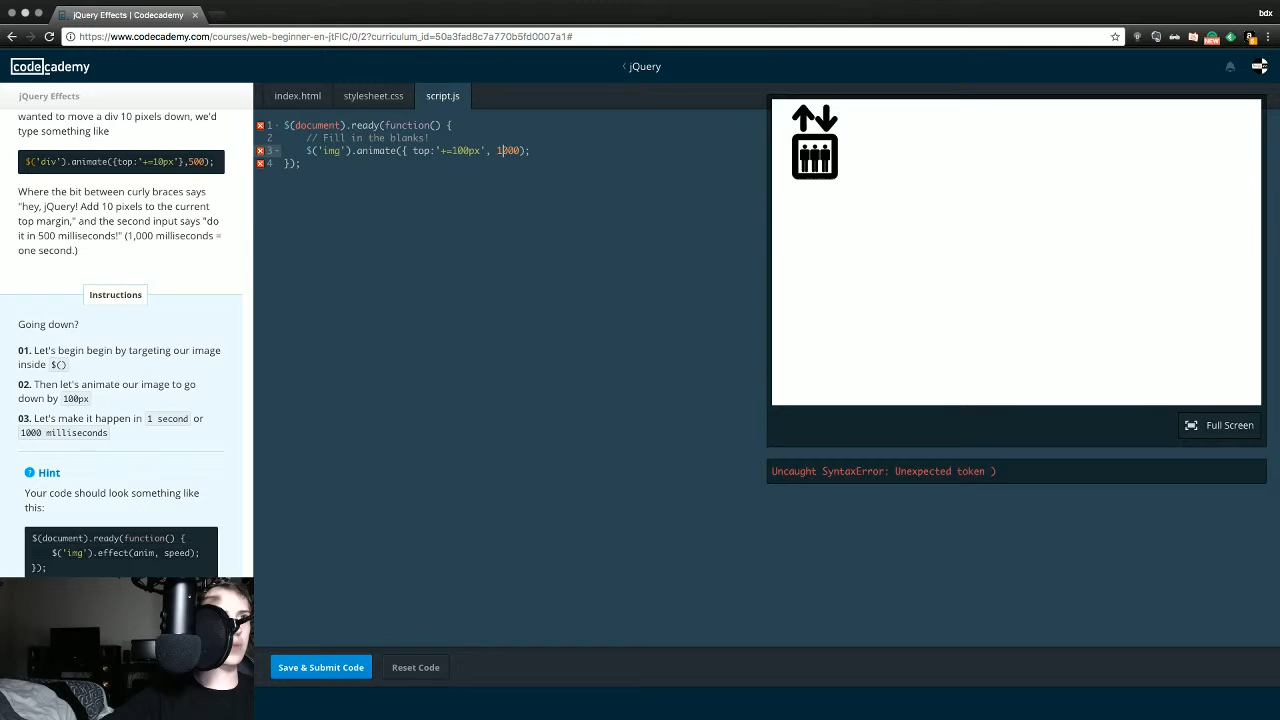 jQuery Effects | Codecademy
bdx
https://www.codecademy.com/courses/web-beginner-en-jtFIC/0/2?curriculum_id=50a3fad8c7a770b5fd0007a1#
codecademy
jQuery
jQuery Effects
wanted to move a div 10 pixels down, we'd
type something like
$('div').animate({top:'+=10px'},500);
Where the bit between curly braces says
"hey, jQuery! Add 10 pixels to the current
top margin," and the second input says "do
it in 500 milliseconds!" (1,000 milliseconds =
one second.)
Instructions
Going down?
01. Let's begin begin by targeting our image
inside $()
02. Then let's animate our image to go
down by 100px
03. Let's make it happen in 1 second or
1000 milliseconds
Hint
Your code should look something like
this:
$(document).ready(function() {
$('img').effect(anim, speed);
});
index.html
stylesheet.css
script.js
1 $(document).ready(function() {
2 // Fill in the blanks!
3 $('img').animate({ top:'+=100px', 1000);
4 });
Full Screen
Uncaught SyntaxError: Unexpected token )
Save & Submit Code
Reset Code